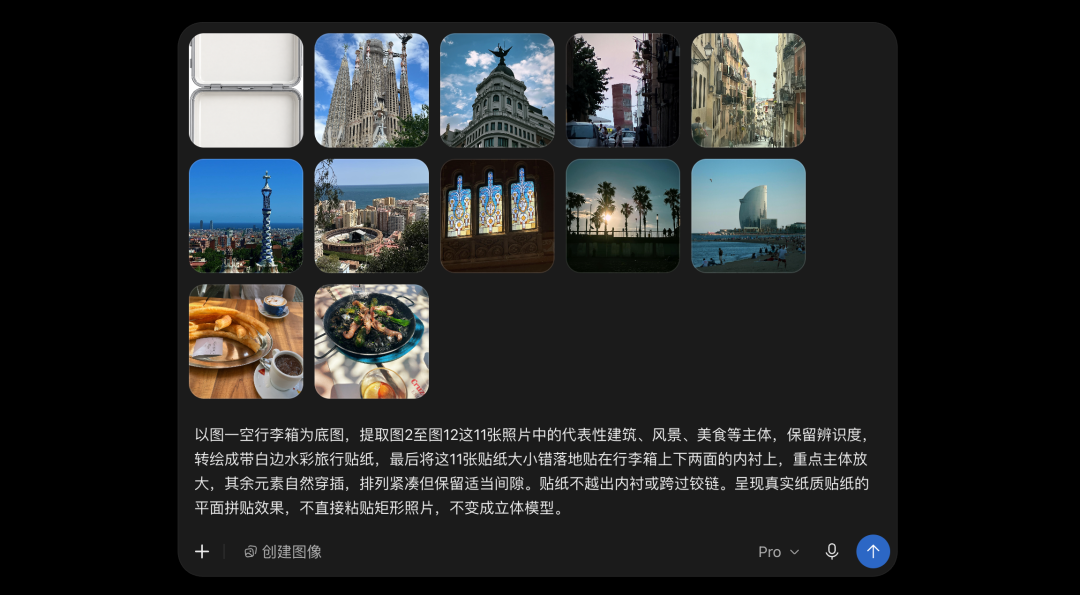 以图一空行李箱为底图，提取图2至图12这11张照片中的代表性建筑、风景、美食等主体，保留辨识度，
转绘成带白边水彩旅行贴纸，最后将这11张贴纸大小错落地贴在行李箱上下两面的内衬上，重点主体放
大，其余元素自然穿插，排列紧凑但保留适当间隙。贴纸不越出内衬或跨过铰链。呈现真实纸质贴纸的
平面拼贴效果，不直接粘贴矩形照片，不变成立体模型。
创建图像
Pro